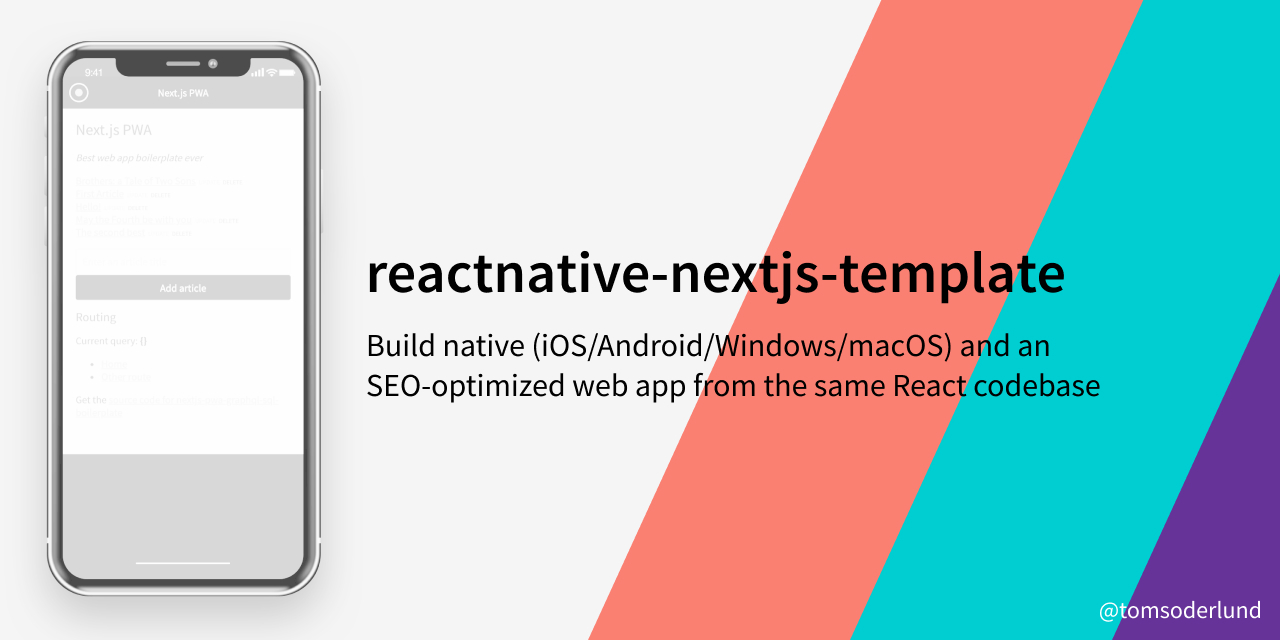 9:41
Next.js PWA
Next.js PWA
Best web app boilerplate ever
Add article
Routing
Current query: {}
Get the
reactnative-nextjs-template
Build native (iOS/Android/Windows/macOS) and an
SEO-optimized web app from the same React codebase
@tomsoderlund